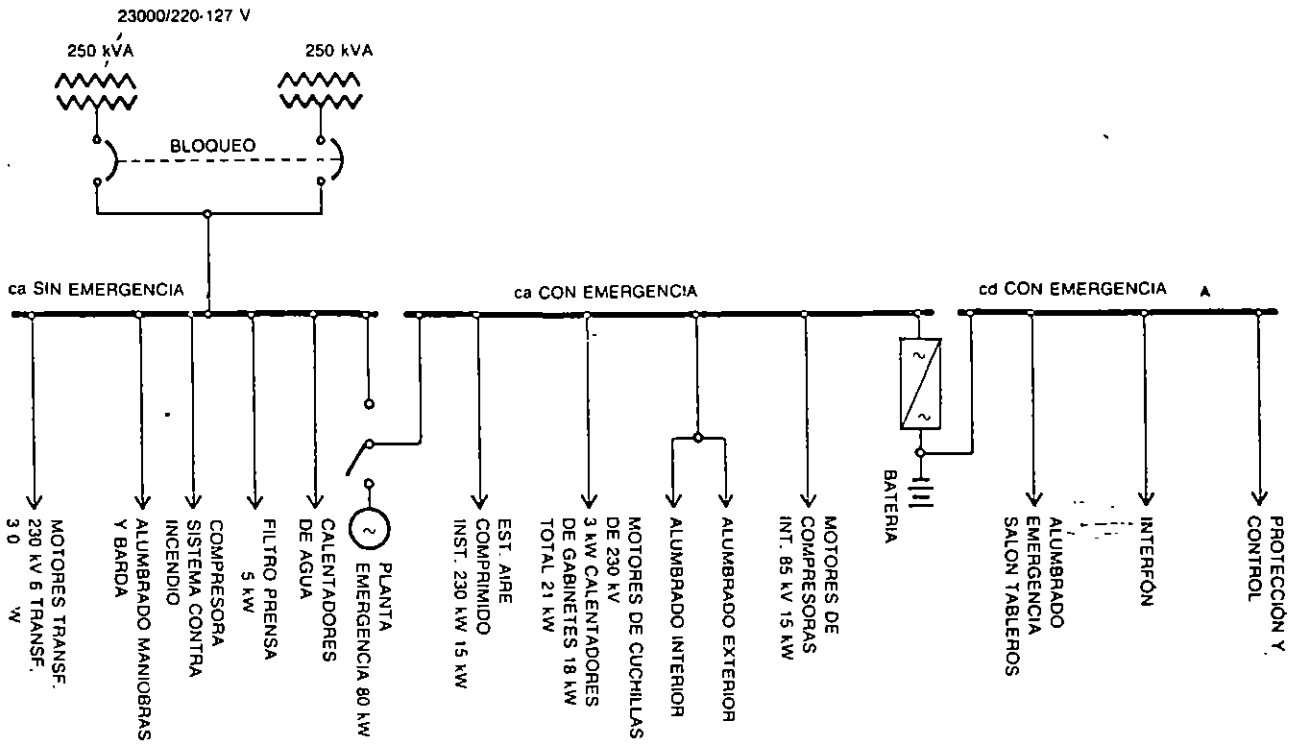 23000/220-127 V
250 kVA
250 kVA
BLOQUEO
ca SIN EMERGENCIA
ca CON EMERGENCIA
cd CON EMERGENCIA
A
MOTORES TRANSF.
230 kV 6 TRANSF.
3 0 W
ALUMBRADO MANIOBRAS
Y BARDA
COMPRESORA
SISTEMA CONTRA
INCENDIO
FILTRO PRENSA
5 kW
CALENTADORES
DE AGUA
~
PLANTA
EMERGENCIA 80 kW
EST. AIRE
COMPRIMIDO
INST. 230 kW 15 kW
MOTORES DE CUCHILLAS
DE 230 kV
3 kW CALENTADORES
DE GABINETES 18 kW
TOTAL 21 kW
ALUMBRADO INTERIOR
ALUMBRADO EXTERIOR
MOTORES DE
COMPRESORAS
INT. 85 kV 15 kW
~
~
BATERIA
ALUMBRADO
EMERGENCIA
SALON TABLEROS
INTERFÓN
PROTECCIÓN Y
CONTROL